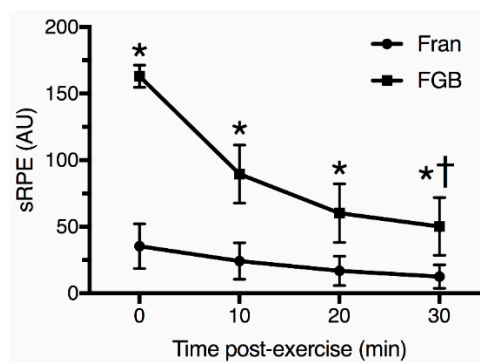 200
Fran
FGB
150
100
50
0
sRPE (AU)
*
*
*
*†
0 10 20 30
Time post-exercise (min)